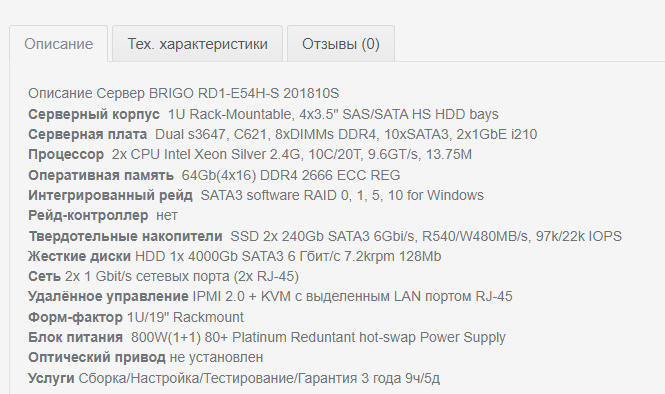 Описание
Тех. характеристики
Отзывы (0)
Описание Сервер BRIGO RD1-E54H-S 201810S
Серверный корпус 1U Rack-Mountable, 4x3.5" SAS/SATA HS HDD bays
Серверная плата Dual s3647, C621, 8xDIMMs DDR4, 10xSATA3, 2x1GbE i210
Процессор 2x CPU Intel Xeon Silver 2.4G, 10C/20T, 9.6GT/s, 13.75M
Оперативная память 64Gb(4x16) DDR4 2666 ECC REG
Интегрированный рейд SATA3 software RAID 0, 1, 5, 10 for Windows
Рейд-контроллер нет
Твердотельные накопители SSD 2x 240Gb SATA3 6Gbi/s, R540/W480MB/s, 97k/22k IOPS
Жесткие диски HDD 1x 4000Gb SATA3 6 Гбит/с 7.2krpm 128Mb
Сеть 2x 1 Gbit/s сетевых порта (2x RJ-45)
Удалённое управление IPMI 2.0 + KVM с выделенным LAN портом RJ-45
Форм-фактор 1U/19" Rackmount
Блок питания 800W(1+1) 80+ Platinum Reduntant hot-swap Power Supply
Оптический привод не установлен
Услуги Сборка/Настройка/Тестирование/Гарантия 3 года 9ч/5д